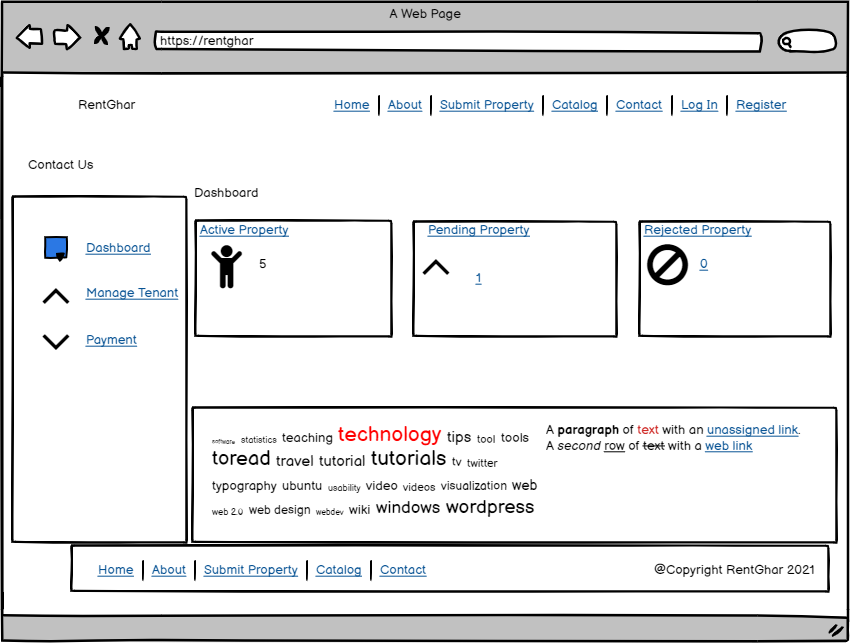 A Web Page
https://rentghar
RentGhar
Home About Submit Property Catalog Contact Log In Register
Contact Us
Dashboard
Dashboard
Manage Tenant
Payment
Active Property
5
Pending Property
1
Rejected Property
0
software statistics teaching technology tips tool tools
toread travel tutorial tutorials tv twitter
typography ubuntu usability video videos visualization web
web 2.0 web design webdev wiki windows wordpress
A paragraph of text with an unassigned link.
A second row of text with a web link
Home About Submit Property Catalog Contact
@Copyright RentGhar 2021